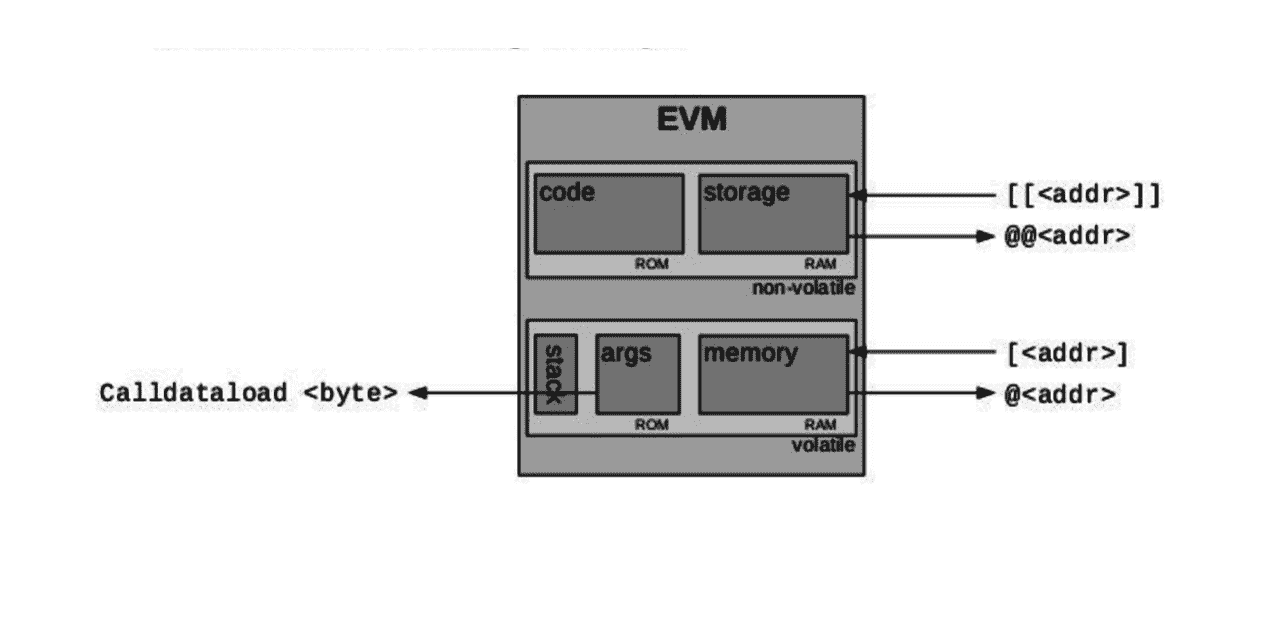 EVM
code
storage
ROM
RAM
non-volatile
[[<addr>]]
@@<addr>
stack
args
memory
ROM
RAM
volatile
[<addr>]
@<addr>
Calldataload <byte>